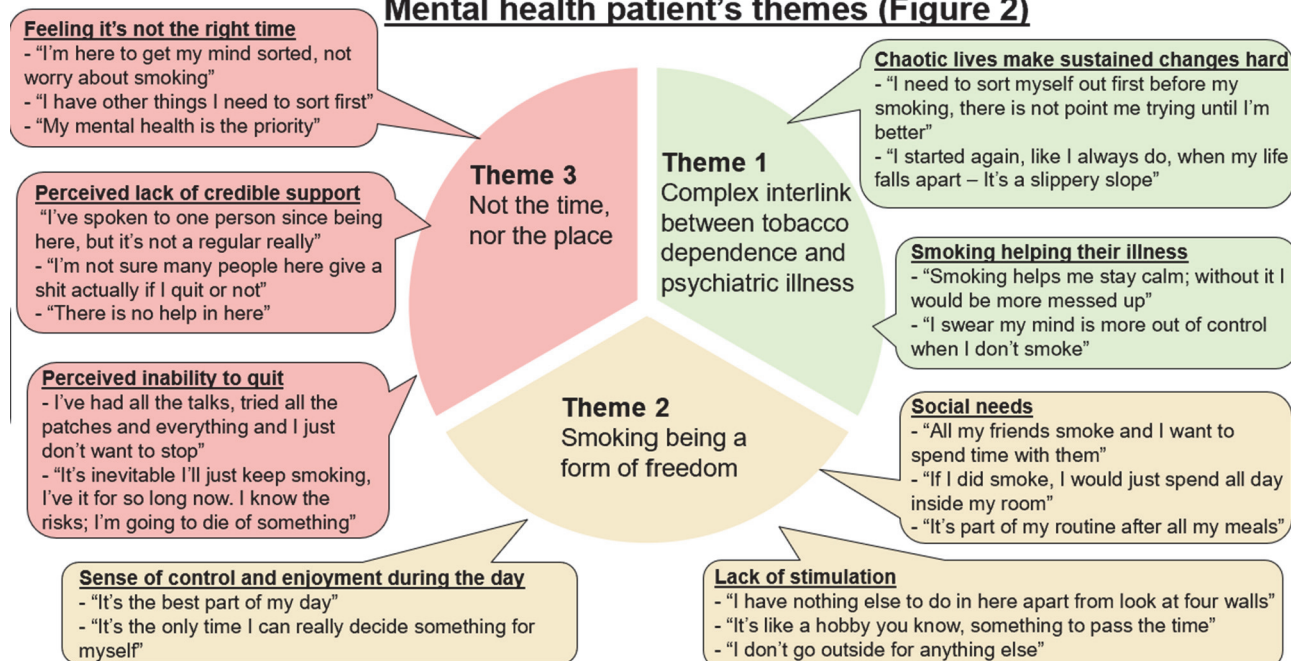 Mental health patient's themes (Figure 2)
Feeling it's not the right time
- “I'm here to get my mind sorted, not
worry about smoking”
- “I have other things I need to sort first”
- “My mental health is the priority”
Perceived lack of credible support
“I've spoken to one person since being
here, but it's not a regular really”
- “I'm not sure many people here give a
shit actually if I quit or not”
- “There is no help in here”
Perceived inability to quit
- I've had all the talks, tried all the
patches and everything and I just
don't want to stop”
- “It's inevitable I'll just keep smoking,
I've it for so long now. I know the
risks; I'm going to die of something”
Sense of control and enjoyment during the day
- “It's the best part of my day”
- “It's the only time I can really decide something for
myself”
Theme 3
Not the time,
nor the place
Theme 1
Complex interlink
between tobacco
dependence and
psychiatric illness
Theme 2
Smoking being a
form of freedom
Chaotic lives make sustained changes hard
- “I need to sort myself out first before my
smoking, there is not point me trying until I'm
better”
- “I started again, like I always do, when my life
falls apart – It's a slippery slope”
Smoking helping their illness
- “Smoking helps me stay calm; without it I
would be more messed up”
- “I swear my mind is more out of control
when I don't smoke”
Social needs
- “All my friends smoke and I want to
spend time with them”
- “If I did smoke, I would just spend all day
inside my room”
- “It's part of my routine after all my meals”
Lack of stimulation
- “I have nothing else to do in here apart from look at four walls”
- “It's like a hobby you know, something to pass the time”
- “I don't go outside for anything else”